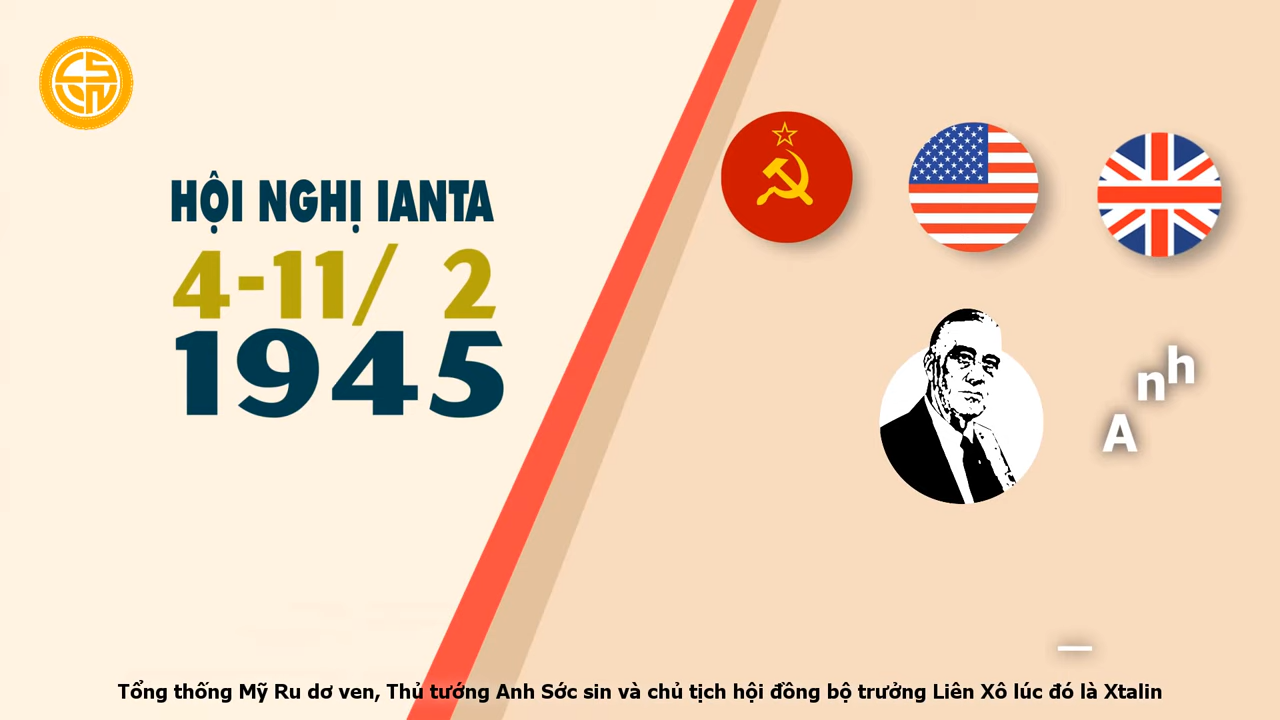 HỘI NGHỊ IANTA
4-11/ 2
1945
Anh
Tổng thống Mỹ Ru dơ ven, Thủ tướng Anh Sớc sin và chủ tịch hội đồng bộ trưởng Liên Xô lúc đó là Xtalin